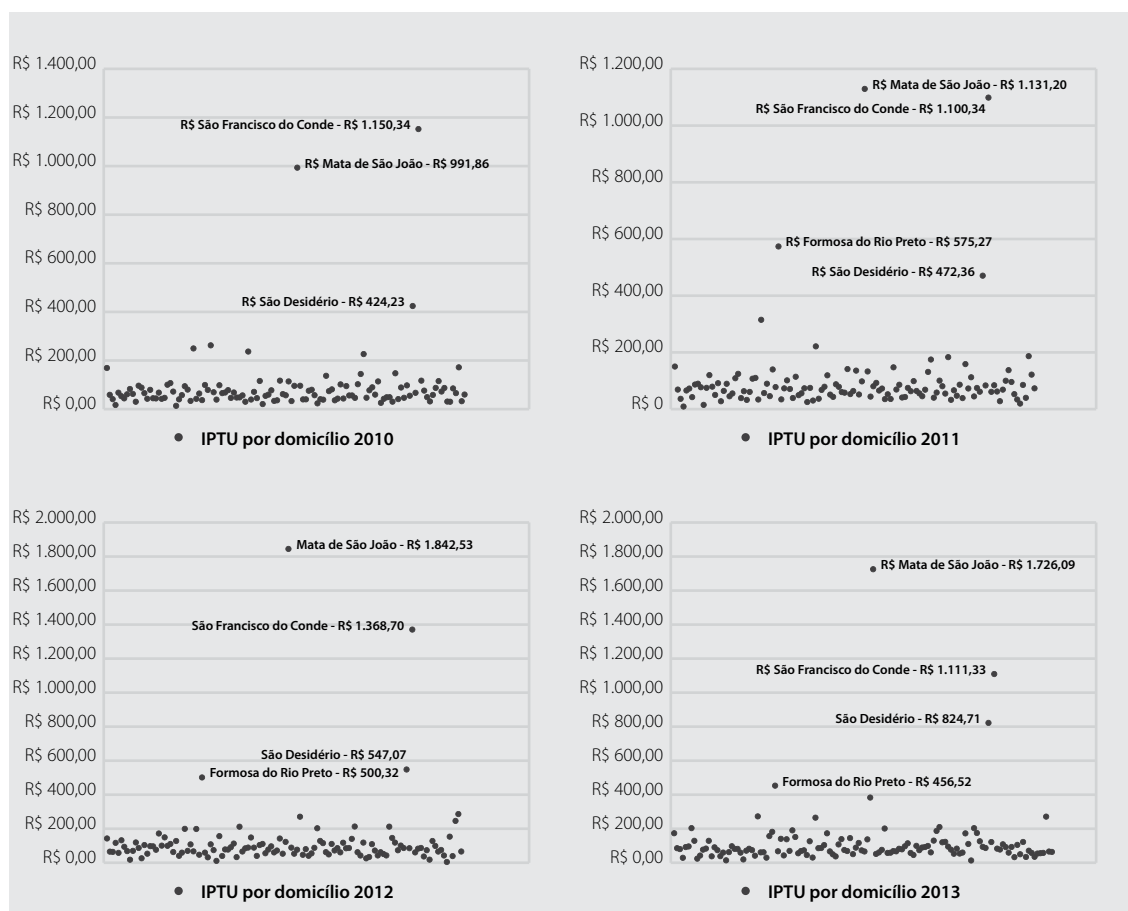 R$ 1.400,00
R$ 1.200,00
R$ 1.000,00
R$ 800,00
R$ 600,00
R$ 400,00
R$ 200,00
R$ 0,00
R$ São Francisco do Conde - R$ 1.150,34
R$ Mata de São João - R$ 991,86
R$ São Desidério - R$ 424,23
IPTU por domicílio 2010
R$ 1.200,00
R$ 1.000,00
R$ 800,00
R$ 600,00
R$ 400,00
R$ 200,00
R$ 0
R$ Mata de São João - R$ 1.131,20
R$ São Francisco do Conde - R$ 1.100,34
R$ Formosa do Rio Preto - R$ 575,27
R$ São Desidério - R$ 472,36
IPTU por domicílio 2011
R$ 2.000,00
R$ 1.800,00
R$ 1.600,00
R$ 1.400,00
R$ 1.200,00
R$ 1.000,00
R$ 800,00
R$ 600,00
R$ 400,00
R$ 200,00
R$ 0,00
Mata de São João - R$ 1.842,53
São Francisco do Conde - R$ 1.368,70
São Desidério - R$ 547,07
Formosa do Rio Preto - R$ 500,32
IPTU por domicílio 2012
R$ 2.000,00
R$ 1.800,00
R$ 1.600,00
R$ 1.400,00
R$ 1.200,00
R$ 1.000,00
R$ 800,00
R$ 600,00
R$ 400,00
R$ 200,00
R$ 0,00
R$ Mata de São João - R$ 1.726,09
R$ São Francisco do Conde - R$ 1.111,33
São Desidério - R$ 824,71
Formosa do Rio Preto - R$ 456,52
IPTU por domicílio 2013